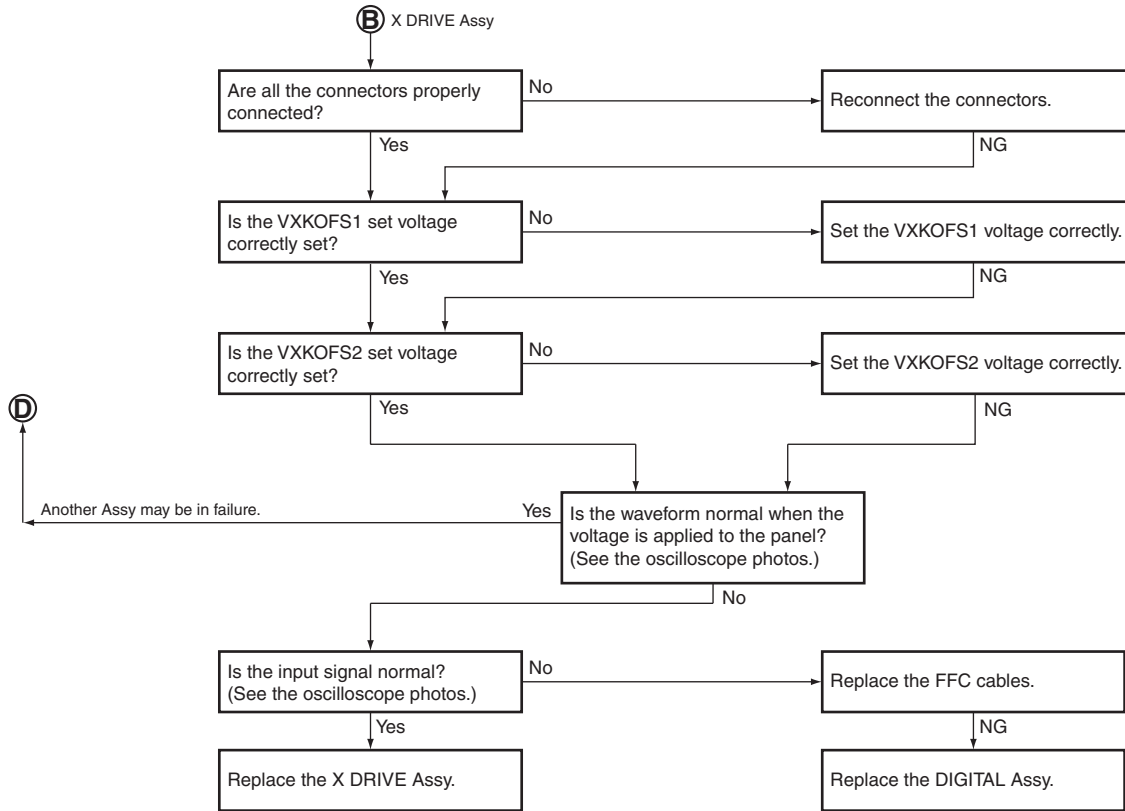 B X DRIVE Assy
Are all the connectors properly
connected?
No
Reconnect the connectors.
Yes
NG
Is the VXKOFS1 set voltage
correctly set?
No
Set the VXKOFS1 voltage correctly.
Yes
NG
Is the VXKOFS2 set voltage
correctly set?
No
Set the VXKOFS2 voltage correctly.
Yes
NG
D
Another Assy may be in failure.
Yes
Is the waveform normal when the
voltage is applied to the panel?
(See the oscilloscope photos.)
No
Is the input signal normal?
(See the oscilloscope photos.)
No
Replace the FFC cables.
Yes
NG
Replace the X DRIVE Assy.
Replace the DIGITAL Assy.